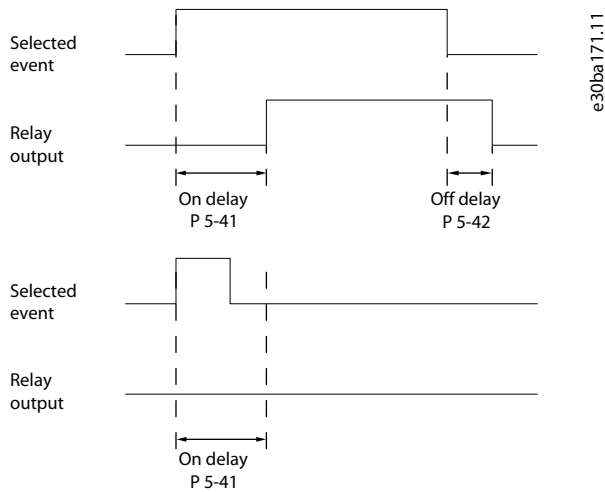 Selected
event
Relay
output
On delay
P 5-41
Off delay
P 5-42
Selected
event
Relay
output
On delay
P 5-41
e30ba171.11